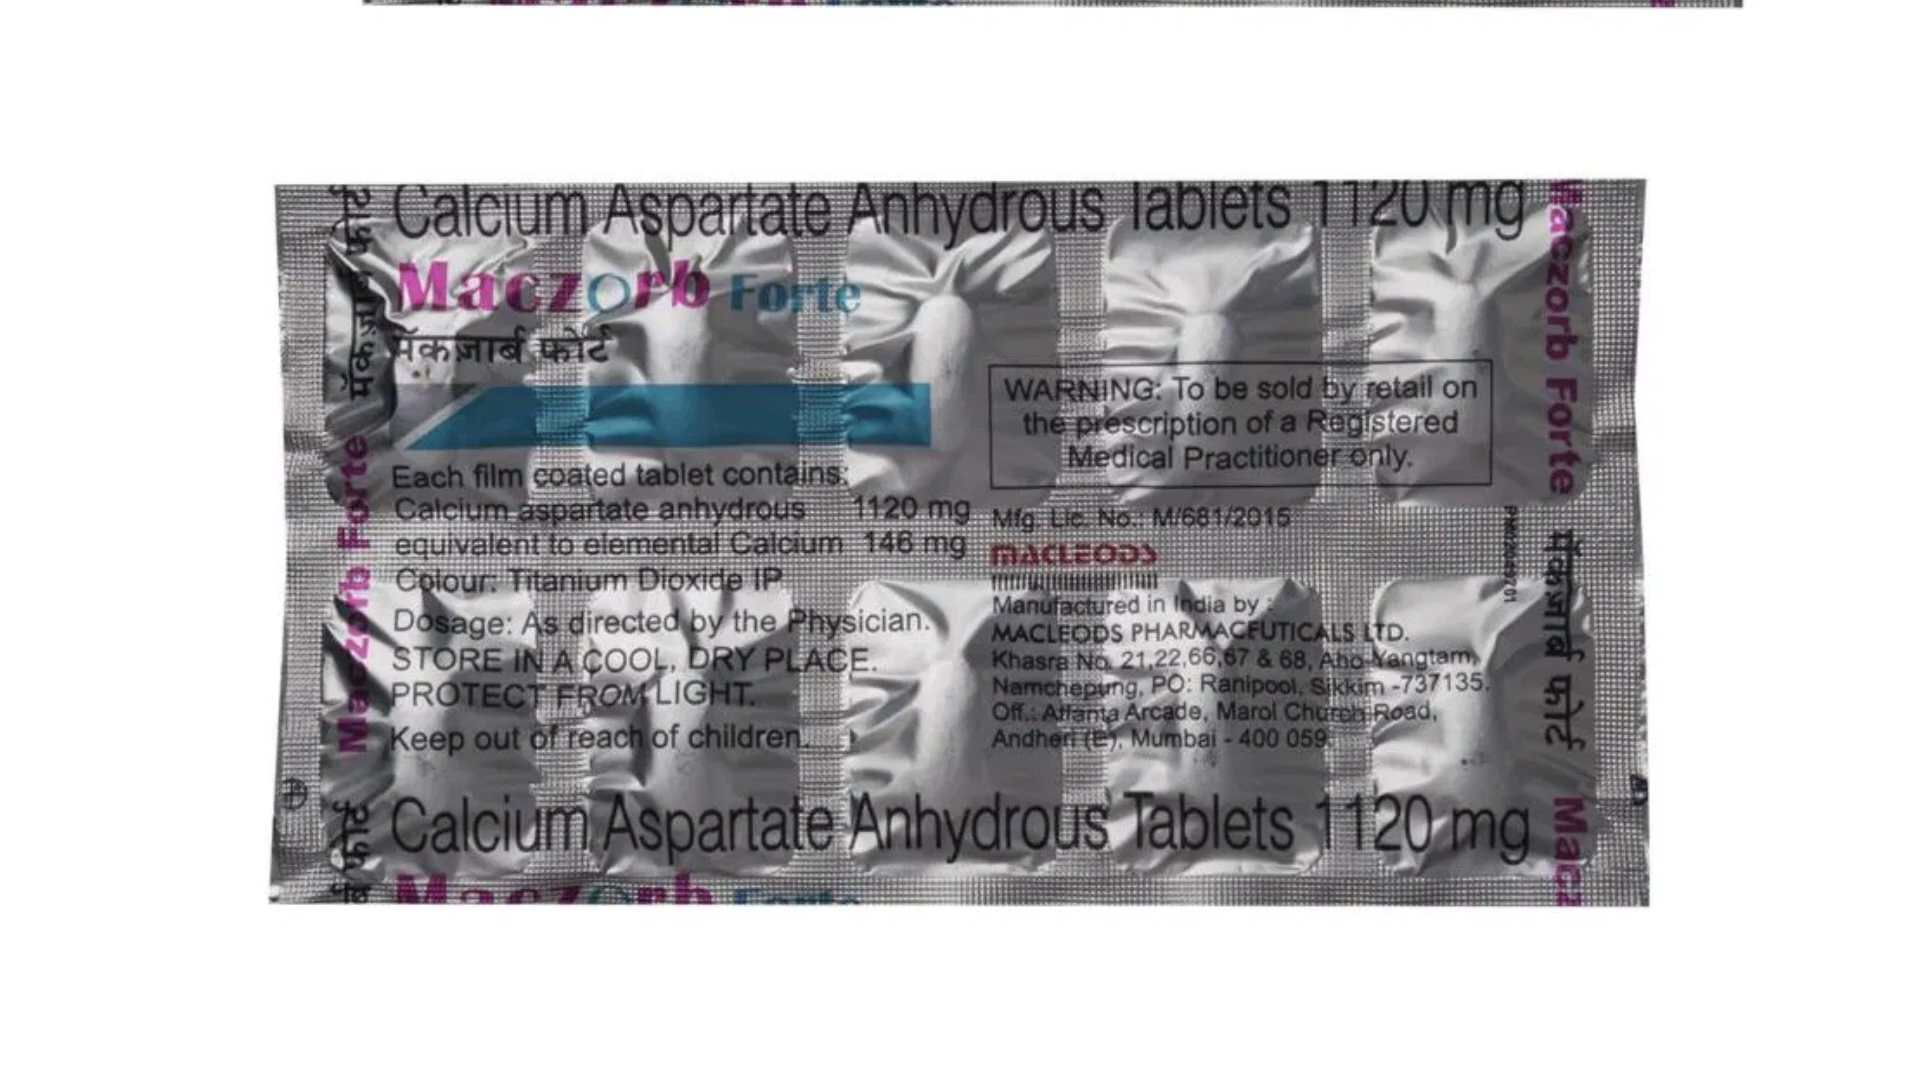 Calcium Aspartate Anhydrous Tablets 1120 mg
Maczorb Forte
मॅकज़ार्ब फोर्ट
WARNING: To be sold by retail on
the prescription of a Registered
Medical Practitioner only.
Each film coated tablet contains:
Calcium aspartate anhydrous 1120 mg
equivalent to elemental Calcium 146 mg
Colour: Titanium Dioxide IP
Dosage: As directed by the Physician.
STORE IN A COOL, DRY PLACE.
PROTECT FROM LIGHT.
Keep out of reach of children.
Mfg. Lic. No.: M/681/2015
MACLEODS
Manufactured in India by :
MACLEODS PHARMACEUTICALS LTD.
Khasra No. 21,22,66,67 & 68, Aho-Yangtam,
Namchepung, PO: Ranipool, Sikkim -737135.
Off.: Atlanta Arcade, Marol Church Road,
Andheri (E), Mumbai - 400 059.
Calcium Aspartate Anhydrous Tablets 1120 mg
Maczorb Forte
मॅकज़ार्ब फोर्ट
Maczorb Forte
Maczorb Forte
मॅकज़ार्ब फोर्ट